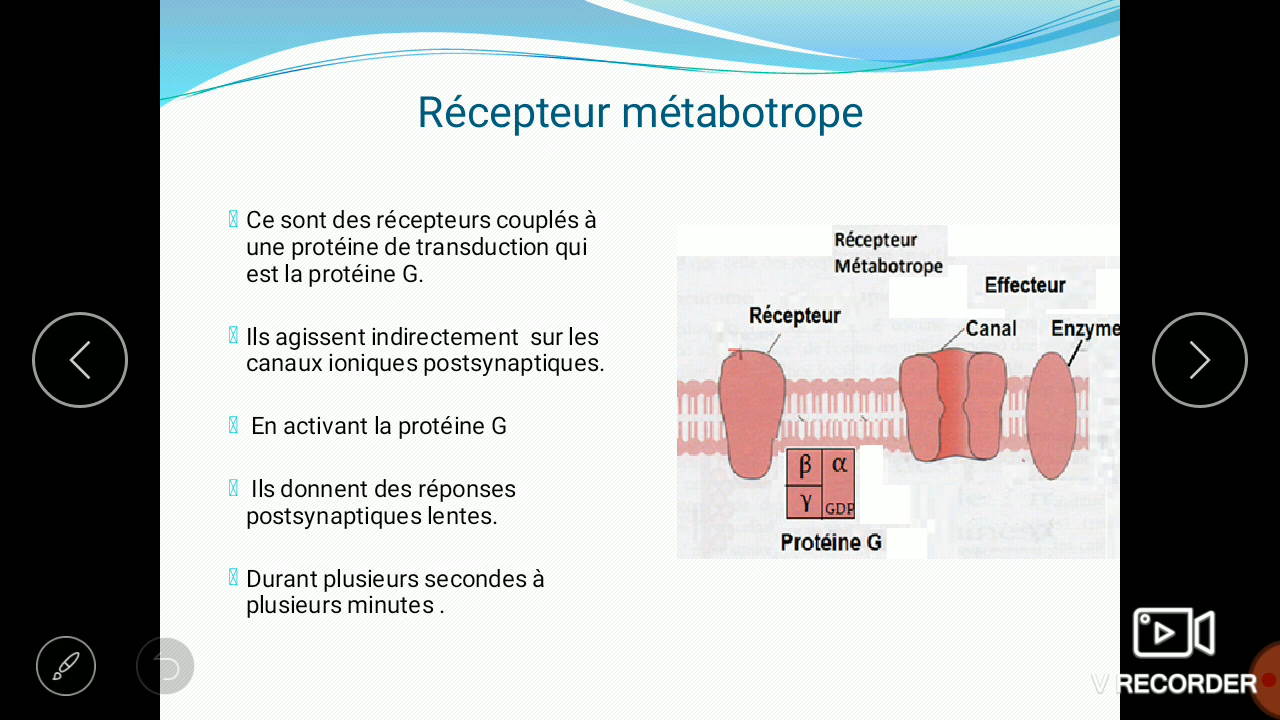 Récepteur métabotrope
Ce sont des récepteurs couplés à
une protéine de transduction qui
est la protéine G.
Ils agissent indirectement  sur les
canaux ioniques postsynaptiques.
En activant la protéine G
Ils donnent des réponses
postsynaptiques lentes.
Durant plusieurs secondes à
plusieurs minutes .
Récepteur
Métabotrope
Effecteur
Récepteur
Canal
Enzyme
β α
γ GDP
Protéine G
V RECORDER